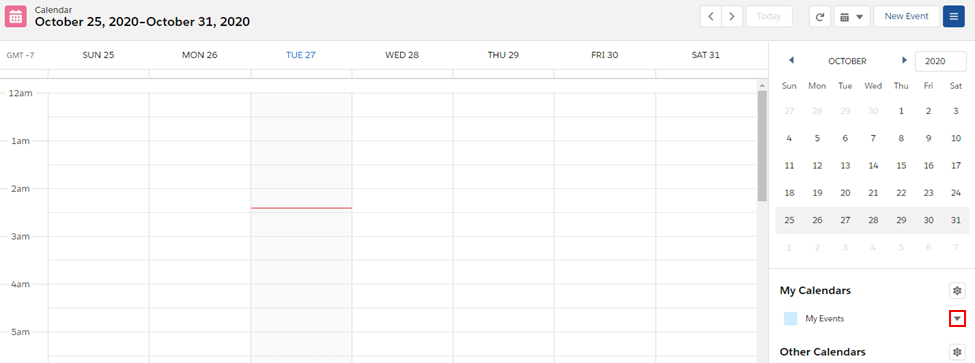 Calendar
October 25, 2020–October 31, 2020
Today
New Event
GMT -7
SUN 25
MON 26
TUE 27
WED 28
THU 29
FRI 30
SAT 31
12am
1am
2am
3am
4am
5am
OCTOBER
2020
Sun Mon Tue Wed Thu Fri Sat
27 28 29 30 1 2 3
4 5 6 7 8 9 10
11 12 13 14 15 16 17
18 19 20 21 22 23 24
25 26 27 28 29 30 31
1 2 3 4 5 6 7
My Calendars
My Events
Other Calendars